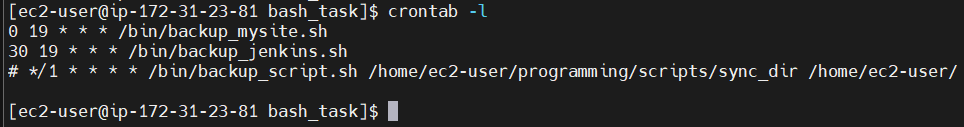 [ec2-user@ip-172-31-23-81 bash_task]$ crontab -l
0 19 * * * /bin/backup_mysite.sh
30 19 * * * /bin/backup_jenkins.sh
# */1 * * * * /bin/backup_script.sh /home/ec2-user/programming/scripts/sync_dir /home/ec2-user/
[ec2-user@ip-172-31-23-81 bash_task]$